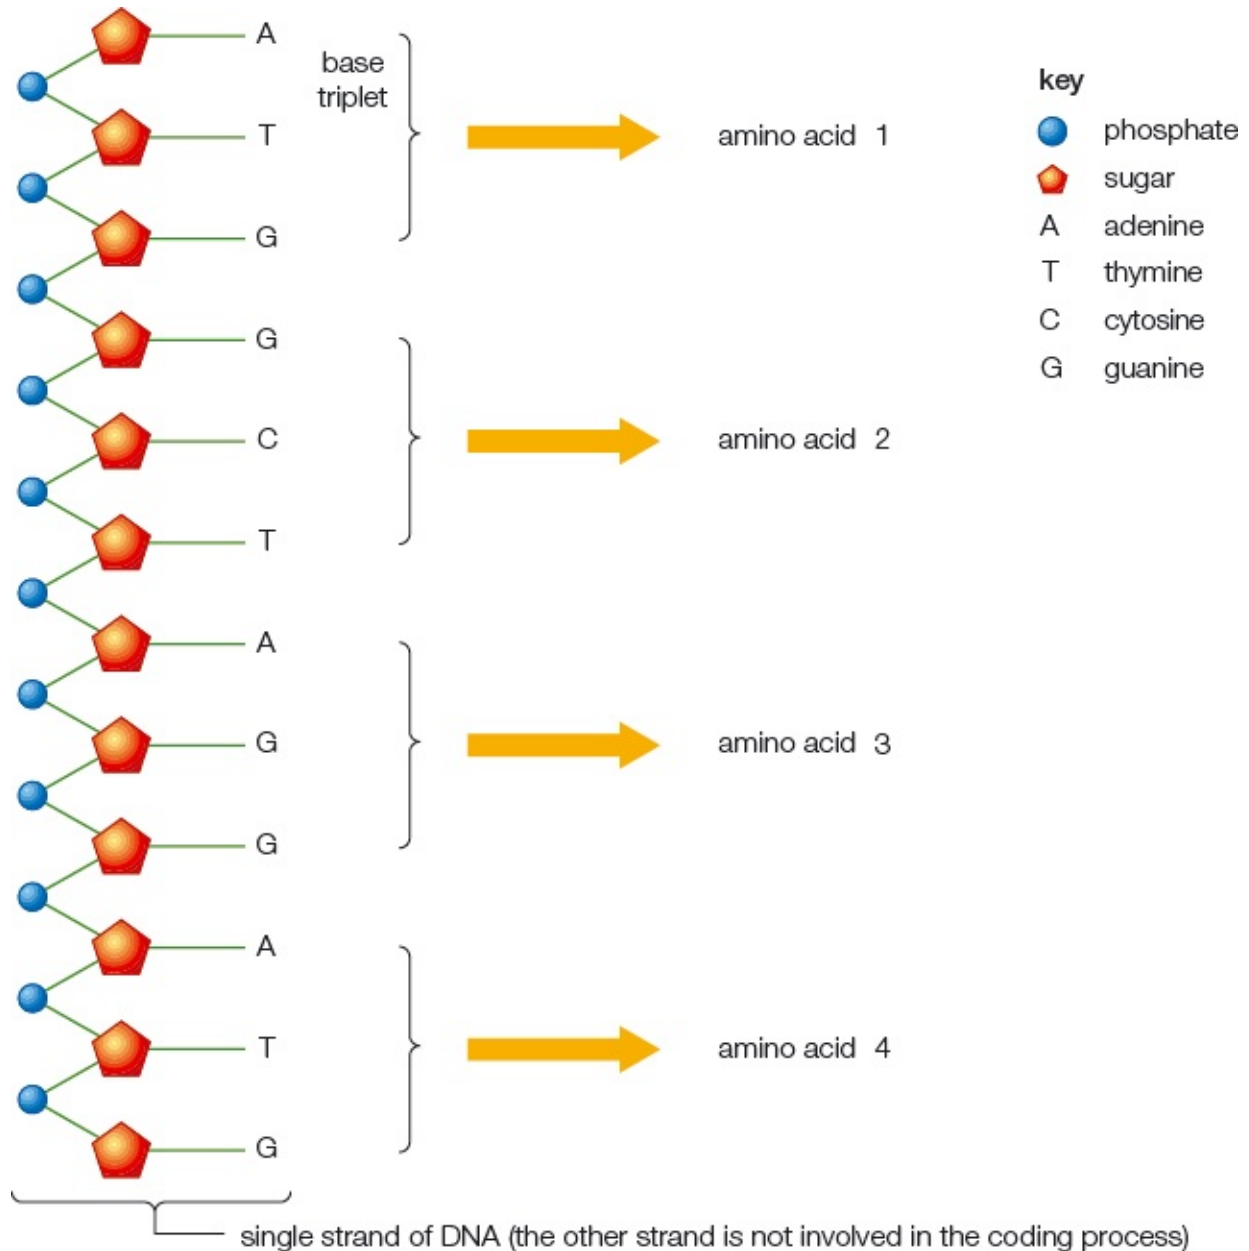 A
base
triplet
T
amino acid 1
G
G
C
amino acid 2
T
A
G
amino acid 3
G
A
T
amino acid 4
G
key
phosphate
sugar
A adenine
T thymine
C cytosine
G guanine
single strand of DNA (the other strand is not involved in the coding process)